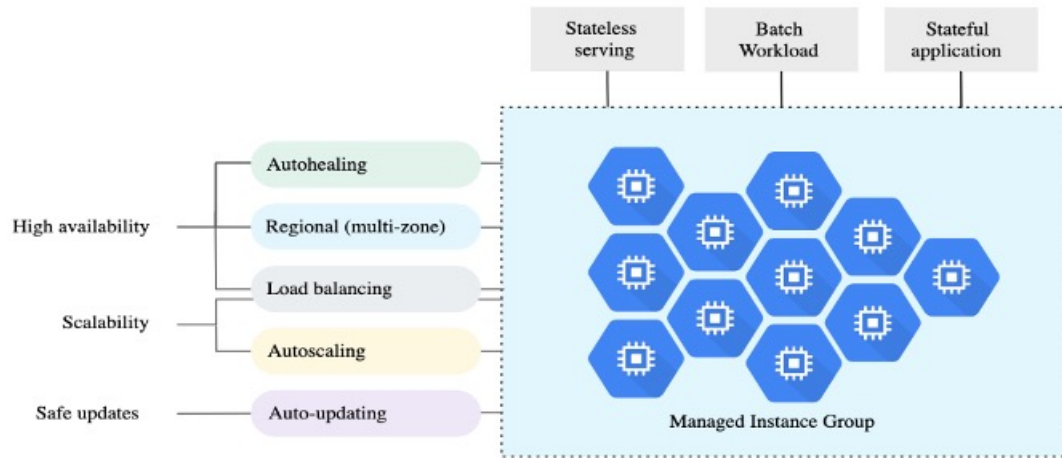 Stateless
serving
Batch
Workload
Stateful
application
Autohealing
High availability
Regional (multi-zone)
Load balancing
Scalability
Autoscaling
Safe updates
Auto-updating
Managed Instance Group